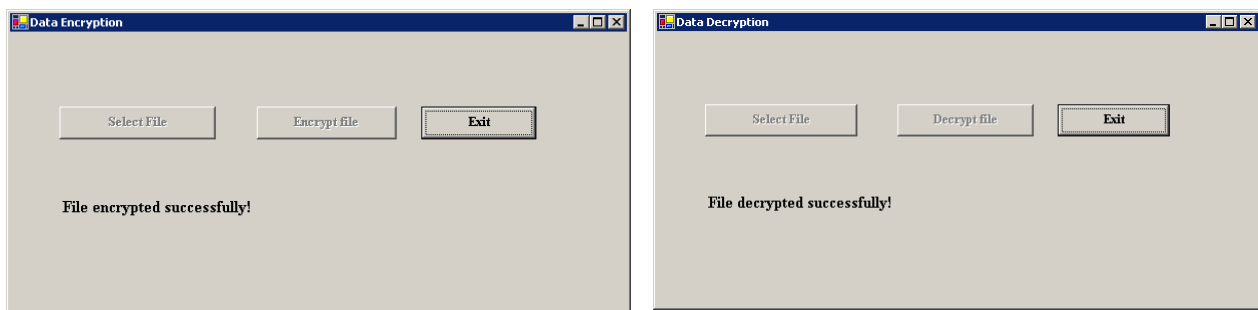 Data Encryption
Select File Encrypt file Exit
File encrypted successfully!
Data Decryption
Select File Decrypt file Exit
File decrypted successfully!